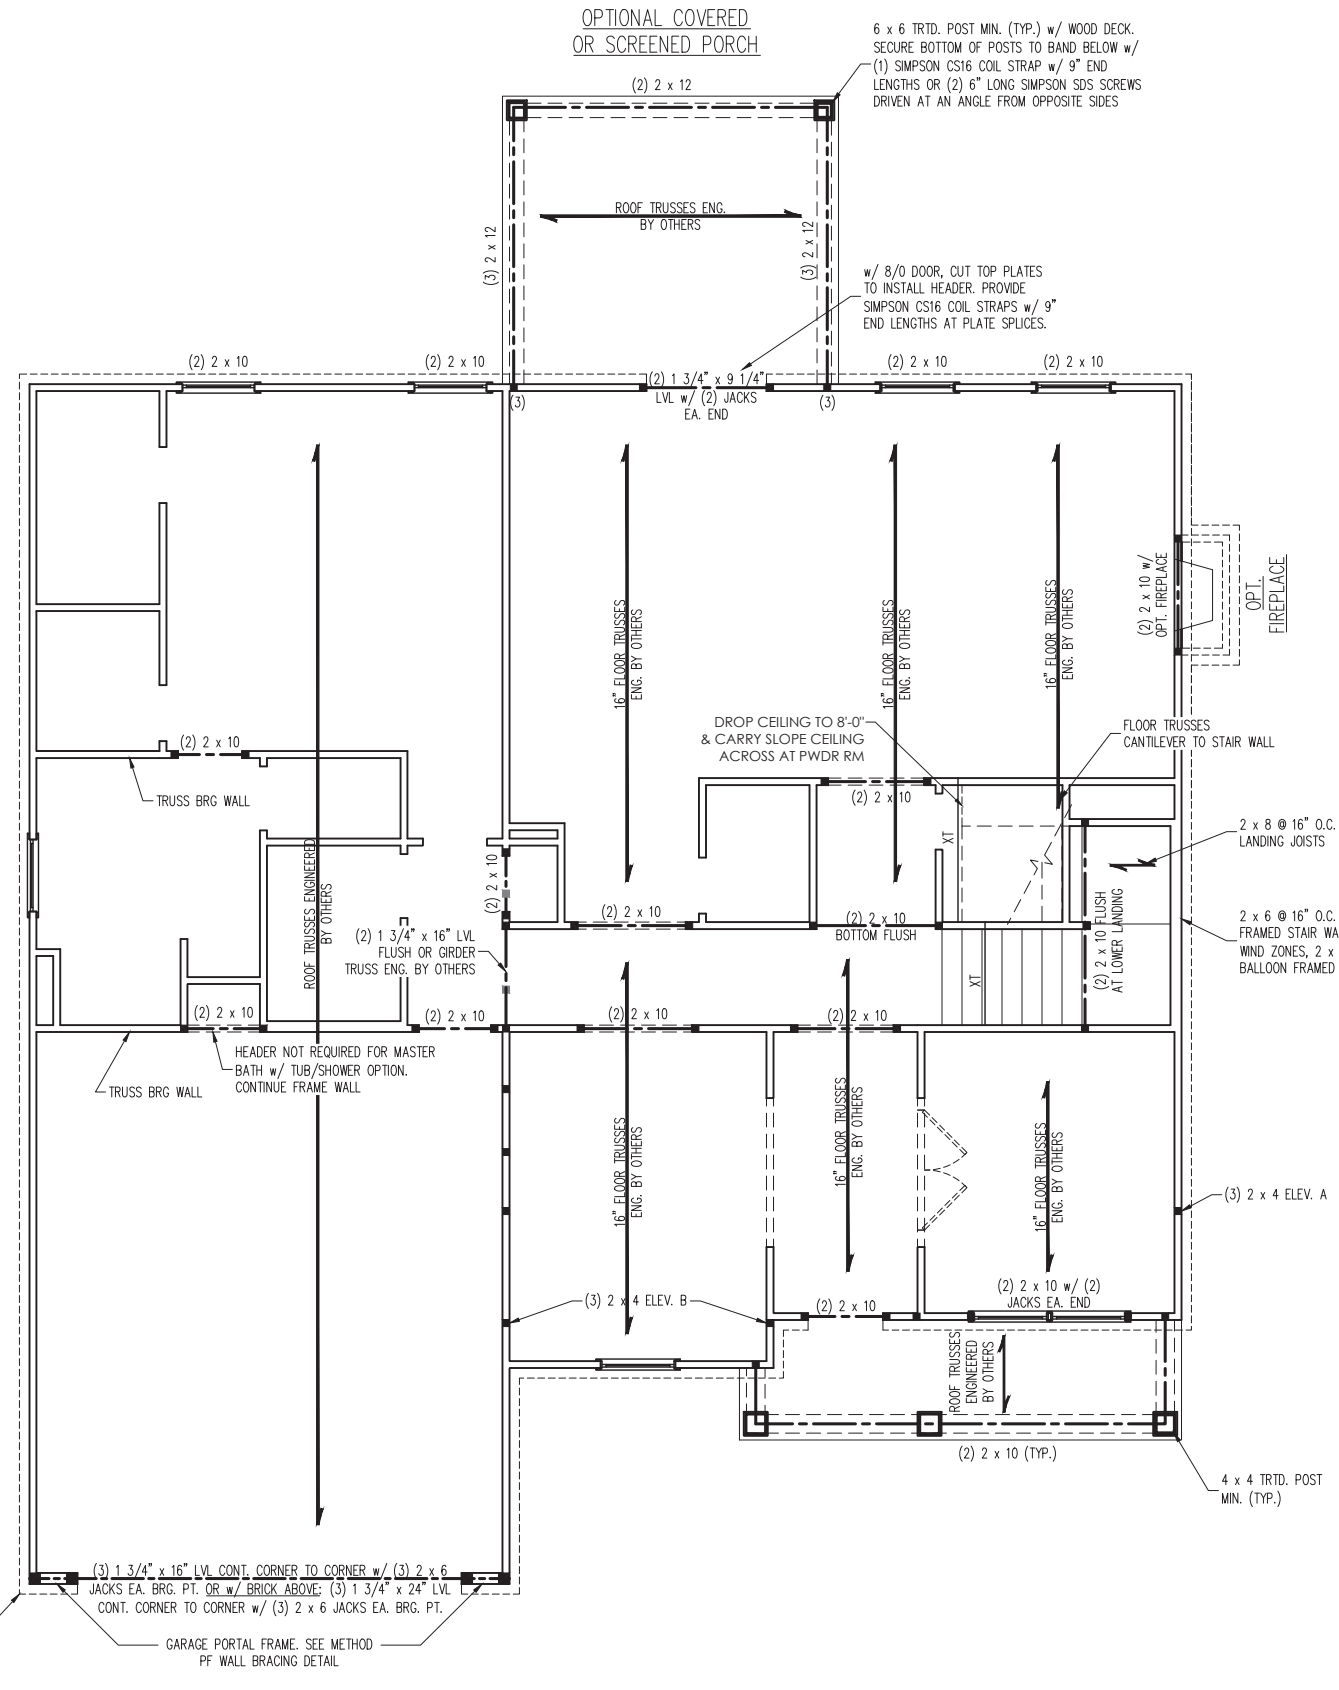 OPTIONAL COVERED
OR SCREENED PORCH
6 x 6 TRTD. POST MIN. (TYP.) w/ WOOD DECK.
SECURE BOTTOM OF POSTS TO BAND BELOW w/
(1) SIMPSON CS16 COIL STRAP w/ 9" END
LENGTHS OR (2) 6" LONG SIMPSON SDS SCREWS
DRIVEN AT AN ANGLE FROM OPPOSITE SIDES
(2) 2 x 12
ROOF TRUSSES ENG.
BY OTHERS
(3) 2 x 12
(3) 2 x 12
w/ 8/0 DOOR, CUT TOP PLATES
TO INSTALL HEADER. PROVIDE
SIMPSON CS16 COIL STRAPS w/ 9"
END LENGTHS AT PLATE SPLICES.
(2) 2 x 10
(2) 2 x 10
(2) 2 x 10
(2) 2 x 10
(2) 1 3/4" x 9 1/4"
LVL w/ (2) JACKS
EA. END
(3)
(3)
16" FLOOR TRUSSES
ENG. BY OTHERS
16" FLOOR TRUSSES
ENG. BY OTHERS
16" FLOOR TRUSSES
ENG. BY OTHERS
(2) 2 x 10 w/
OPT. FIREPLACE
OPT.
FIREPLACE
DROP CEILING TO 8'-0"
& CARRY SLOPE CEILING
ACROSS AT PWDR RM
FLOOR TRUSSES
CANTILEVER TO STAIR WALL
(2) 2 x 10
TRUSS BRG WALL
(2) 2 x 10
XT
2 x 8 @ 16" O.C.
LANDING JOISTS
ROOF TRUSSES ENGINEERED
BY OTHERS
(2) 2 x 10
(2) 2 x 10
(2) 2 x 10
BOTTOM FLUSH
(2) 2 x 10 FLUSH
AT LOWER LANDING
2 x 6 @ 16" O.C.
FRAMED STAIR WA
WIND ZONES, 2 x
BALLOON FRAMED
(2) 1 3/4" x 16" LVL
FLUSH OR GIRDER
TRUSS ENG. BY OTHERS
XT
(2) 2 x 10
(2) 2 x 10
(2) 2 x 10
(2) 2 x 10
HEADER NOT REQUIRED FOR MASTER
BATH w/ TUB/SHOWER OPTION.
CONTINUE FRAME WALL
TRUSS BRG WALL
16" FLOOR TRUSSES
ENG. BY OTHERS
16" FLOOR TRUSSES
ENG. BY OTHERS
16" FLOOR TRUSSES
ENG. BY OTHERS
(3) 2 x 4 ELEV. A
(3) 2 x 4 ELEV. B
(2) 2 x 10
(2) 2 x 10 w/ (2)
JACKS EA. END
ROOF TRUSSES
ENGINEERED
BY OTHERS
(2) 2 x 10 (TYP.)
4 x 4 TRTD. POST
MIN. (TYP.)
(3) 1 3/4" x 16" LVL CONT. CORNER TO CORNER w/ (3) 2 x 6
JACKS EA. BRG. PT. OR w/ BRICK ABOVE: (3) 1 3/4" x 24" LVL
CONT. CORNER TO CORNER w/ (3) 2 x 6 JACKS EA. BRG. PT.
GARAGE PORTAL FRAME. SEE METHOD
PF WALL BRACING DETAIL